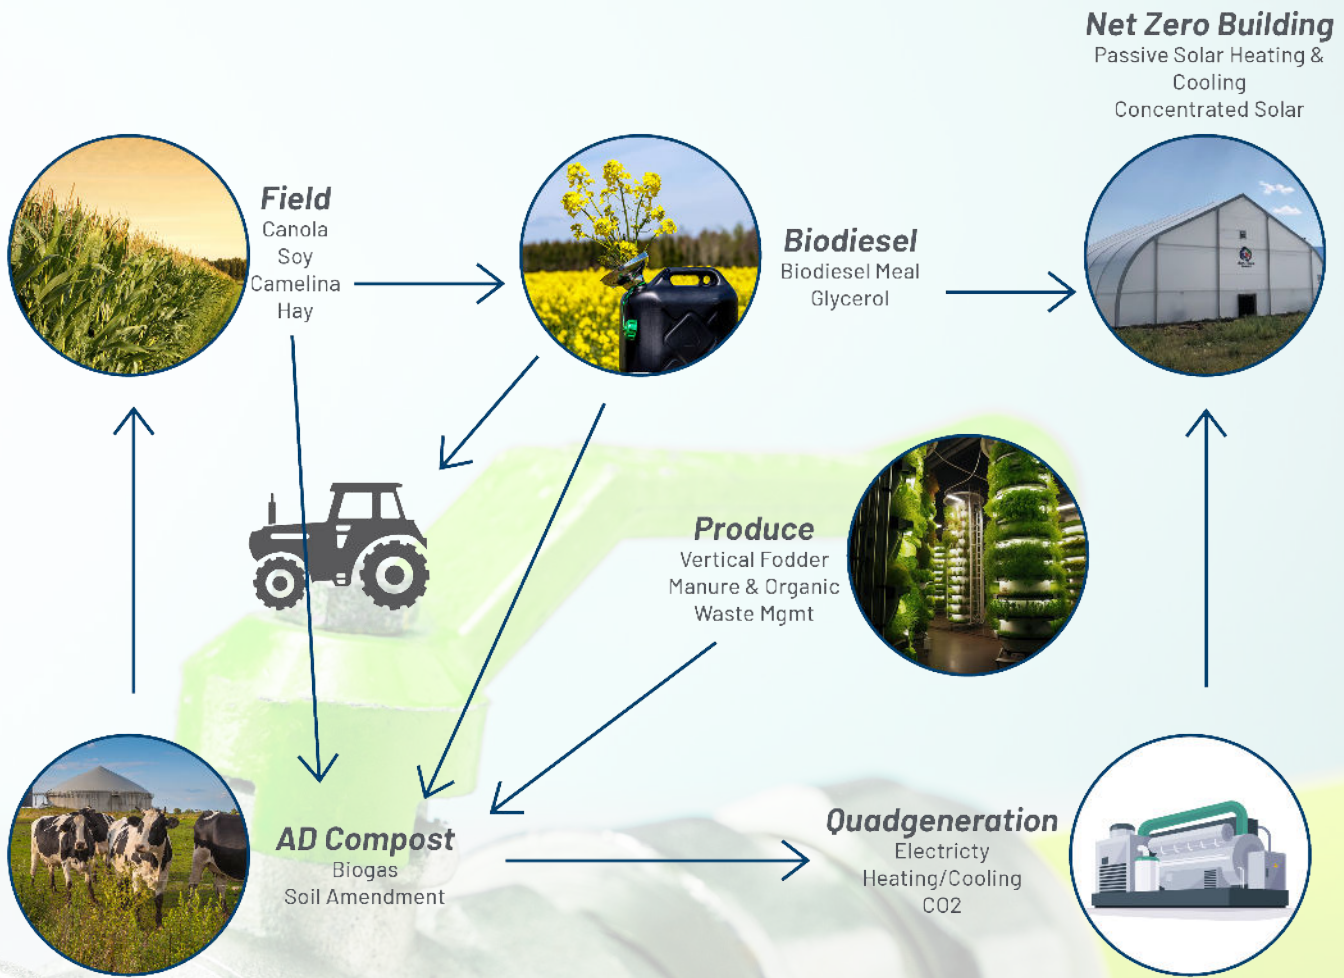 Net Zero Building
Passive Solar Heating &
Cooling
Concentrated Solar
Field
Canola
Soy
Camelina
Hay
Biodiesel
Biodiesel Meal
Glycerol
Produce
Vertical Fodder
Manure & Organic
Waste Mgmt
AD Compost
Biogas
Soil Amendment
Quadgeneration
Electricty
Heating/Cooling
CO2